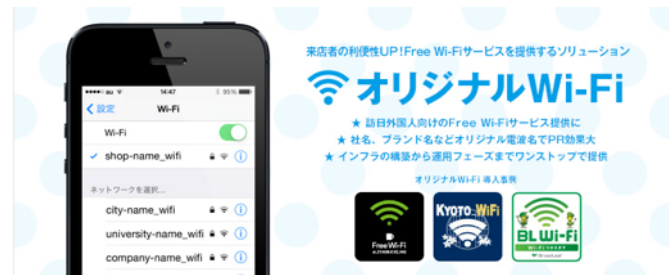 ●●●●○ au 14:47 95%
設定 Wi-Fi
Wi-Fi
✓ shop-name_wifi
ネットワークを選択...
city-name_wifi
university-name_wifi
company-name_wifi
来店者の利便性UP!Free Wi-Fiサービスを提供するソリューション
オリジナルWi-Fi
★ 訪日外国人向けのFree Wi-Fiサービス提供に
★ 社名、ブランド名などオリジナル電波名でPR効果大
★ インフラの構築から運用フェーズまでワンストップで提供
オリジナルWi-Fi 導入事例
Free Wi-Fi
KYOTO WiFi
BL Wi-Fi